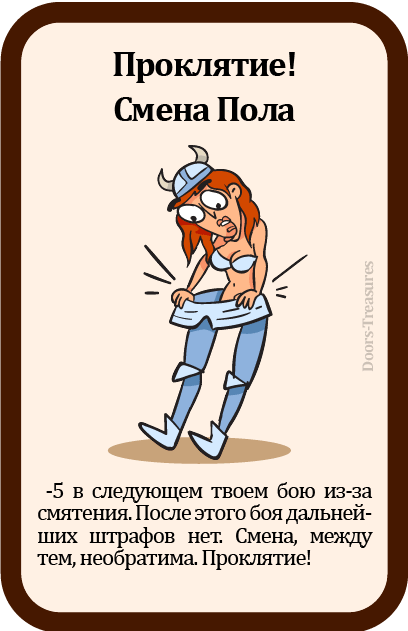 Проклятие!
Смена Пола
Doors-Treasures
-5 в следующем твоем бою из-за
смятения. После этого боя дальней-
ших штрафов нет. Смена, между
тем, необратима. Проклятие!